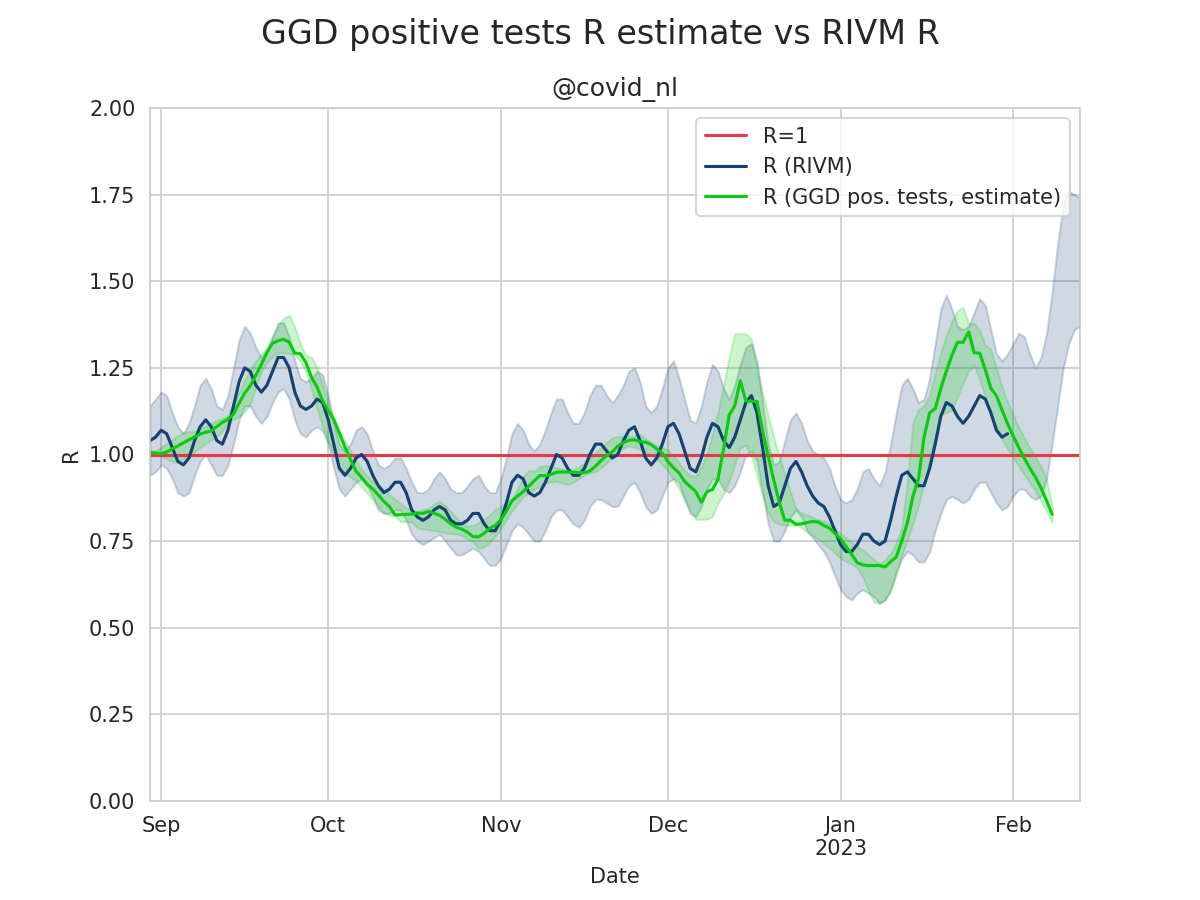 GGD positive tests R estimate vs RIVM R
@covid_nl
2.00
1.75
1.50
1.25
1.00
0.75
0.50
0.25
0.00
R
R=1
R (RIVM)
R (GGD pos. tests, estimate)
Sep Oct Nov Dec Jan Feb
2023
Date